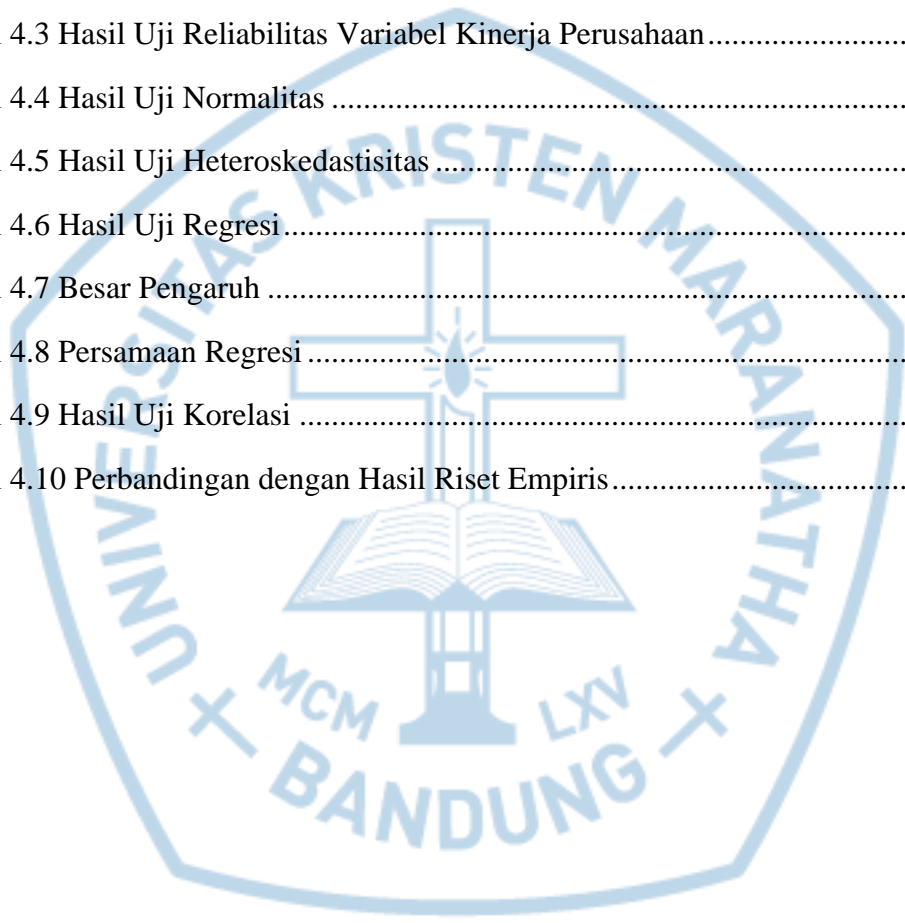 4.3 Hasil Uji Reliabilitas Variabel Kinerja Perusahaan........................
4.4 Hasil Uji Normalitas ........................
4.5 Hasil Uji Heteroskedastisitas ........................
4.6 Hasil Uji Regresi........................
4.7 Besar Pengaruh ........................
4.8 Persamaan Regresi ........................
4.9 Hasil Uji Korelasi ........................
4.10 Perbandingan dengan Hasil Riset Empiris........................
UNIVERSITAS KRISTEN MARANATHA
MCM LXV
BANDUNG